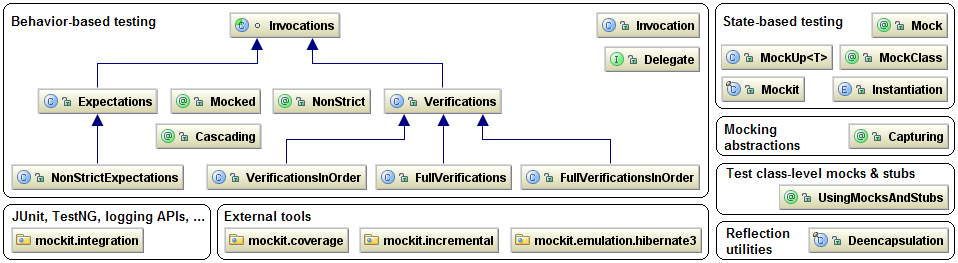 Behavior-based testing
Invocations
Invocation
Delegate
Expectations
Mocked
NonStrict
Verifications
Cascading
NonStrictExpectations
VerificationsInOrder
FullVerifications
FullVerificationsInOrder
State-based testing
Mock
MockUp<T>
MockClass
Mockit
Instantiation
Mocking
abstractions
Capturing
Test class-level mocks & stubs
UsingMocksAndStubs
JUnit, TestNG, logging APIs, ...
mockit.integration
External tools
mockit.coverage
mockit.incremental
mockit.emulation.hibernate3
Reflection
utilities
Deencapsulation